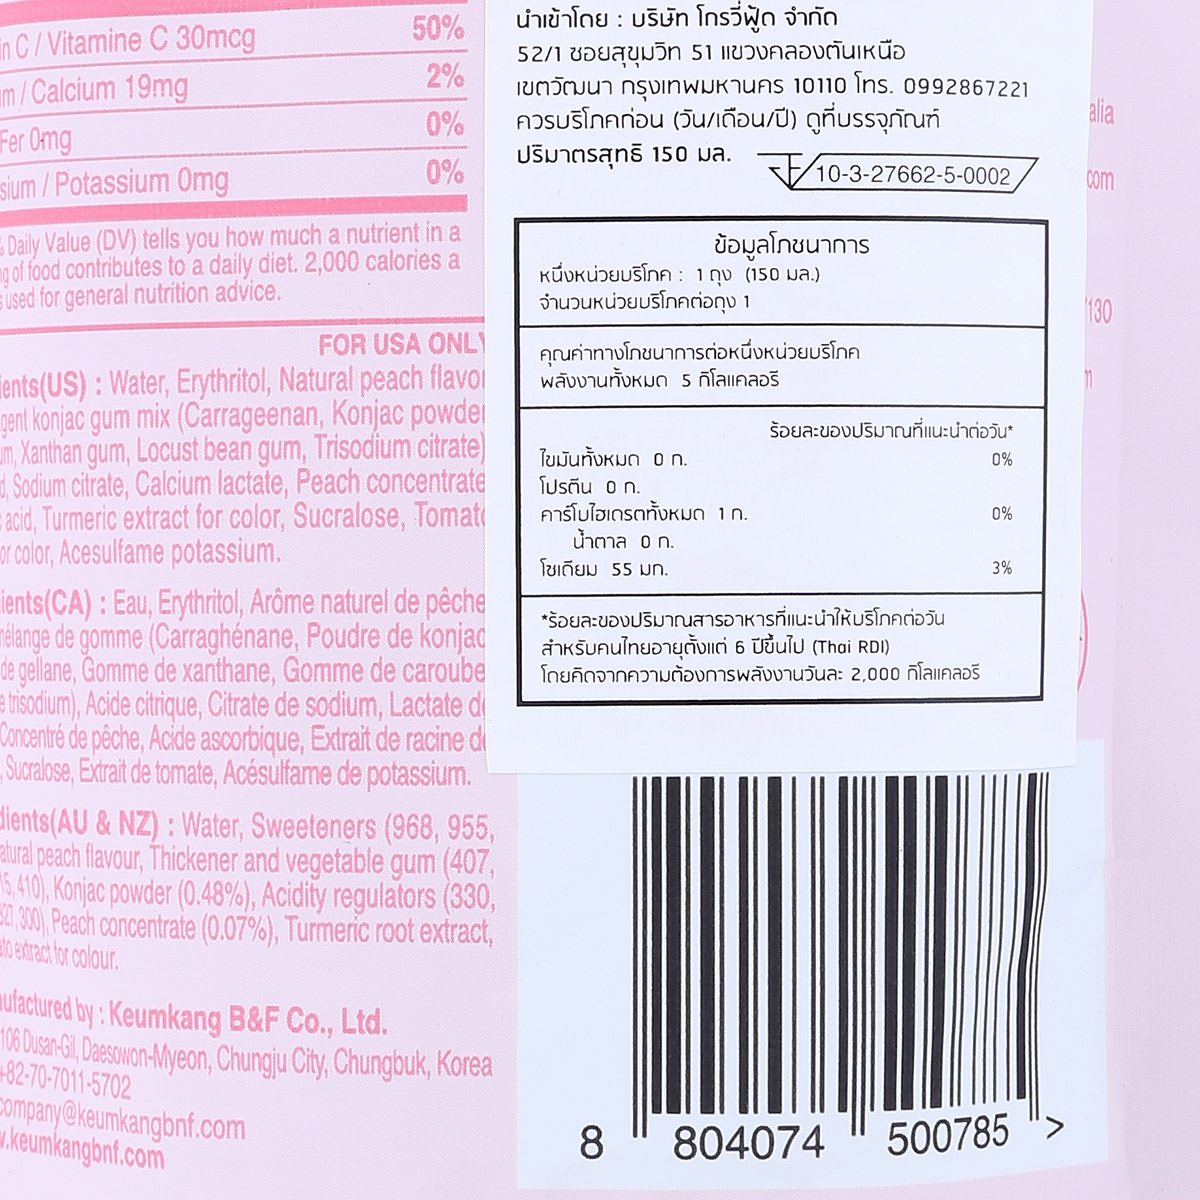 in C / Vitamine C 30mcg 50%
m / Calcium 19mg 2%
Fer 0mg 0%
sium / Potassium 0mg 0%
Daily Value (DV) tells you how much a nutrient in a
of food contributes to a daily diet. 2,000 calories a
used for general nutrition advice.
FOR USA ONLY
ients(US) : Water, Erythritol, Natural peach flavor
gent konjac gum mix (Carrageenan, Konjac powder
um, Xanthan gum, Locust bean gum, Trisodium citrate)
d, Sodium citrate, Calcium lactate, Peach concentrate
acid, Turmeric extract for color, Sucralose, Tomato
or color, Acesulfame potassium.
ients(CA) : Eau, Erythritol, Arôme naturel de pêche
mélange de gomme (Carraghénane, Poudre de konjac
de gellane, Gomme de xanthane, Gomme de caroube
e trisodium), Acide citrique, Citrate de sodium, Lactate de
Concentré de pêche, Acide ascorbique, Extrait de racine de
, Sucralose, Extrait de tomate, Acésulfame de potassium.
dients(AU & NZ) : Water, Sweeteners (968, 955,
atural peach flavour, Thickener and vegetable gum (407,
15, 410), Konjac powder (0.48%), Acidity regulators (330,
327, 300), Peach concentrate (0.07%), Turmeric root extract,
ato extract for colour.
nufactured by : Keumkang B&F Co., Ltd.
106 Dusan-Gil, Daesowon-Myeon, Chungju City, Chungbuk, Korea
+82-70-7011-5702
company@keumkangbnf.com
w.keumkangbnf.com
นำเข้าโดย : บริษัท โกรวี่ฟู้ด จำกัด
52/1 ซอยสุขุมวิท 51 แขวงคลองตันเหนือ
เขตวัฒนา กรุงเทพมหานคร 10110 โทร. 0992867221
ควรบริโภคก่อน (วัน/เดือน/ปี) ดูที่บรรจุภัณฑ์
ปริมาตรสุทธิ 150 มล.
10-3-27662-5-0002
ข้อมูลโภชนาการ
หนึ่งหน่วยบริโภค : 1 ถุง (150 มล.)
จำนวนหน่วยบริโภคต่อถุง 1
คุณค่าทางโภชนาการต่อหนึ่งหน่วยบริโภค
พลังงานทั้งหมด 5 กิโลแคลอรี
ร้อยละของปริมาณที่แนะนำต่อวัน*
ไขมันทั้งหมด 0 ก. 0%
โปรตีน 0 ก.
คาร์โบไฮเดรตทั้งหมด 1 ก. 0%
น้ำตาล 0 ก.
โซเดียม 55 มก. 3%
*ร้อยละของปริมาณสารอาหารที่แนะนำให้บริโภคต่อวัน
สำหรับคนไทยอายุตั้งแต่ 6 ปีขึ้นไป (Thai RDI)
โดยคิดจากความต้องการพลังงานวันละ 2,000 กิโลแคลอรี
8 804074 500785 >
alia
com
130